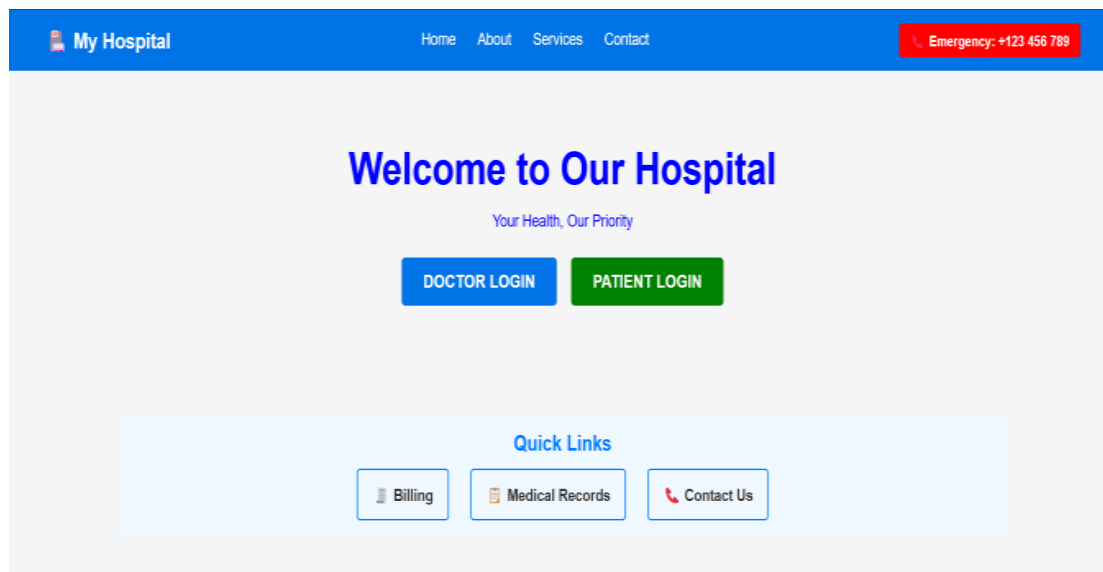 My Hospital
Home About Services Contact
Emergency: +123 456 789
Welcome to Our Hospital
Your Health, Our Priority
DOCTOR LOGIN
PATIENT LOGIN
Quick Links
Billing
Medical Records
Contact Us